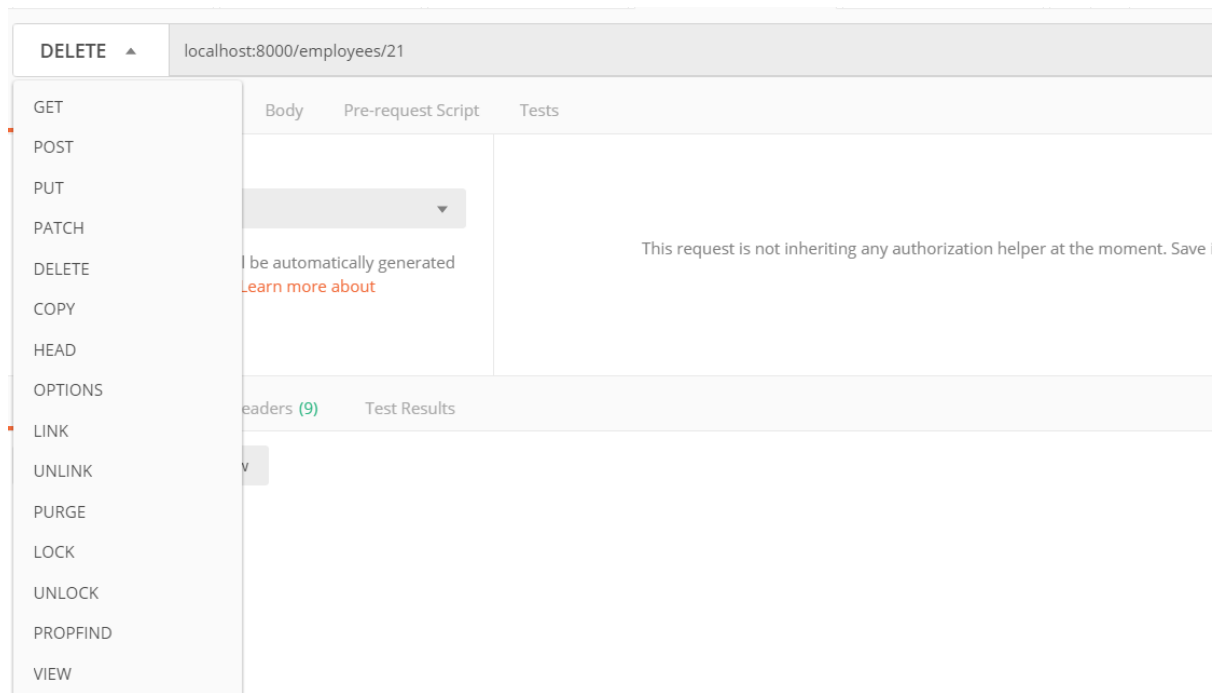 DELETE localhost:8000/employees/21
GET Body Pre-request Script Tests
POST
PUT
PATCH
This request is not inheriting any authorization helper at the moment. Save
DELETE be automatically generated
Learn more about
COPY
HEAD
OPTIONS
eaders (9) Test Results
LINK
UNLINK
PURGE
LOCK
UNLOCK
PROPFIND
VIEW